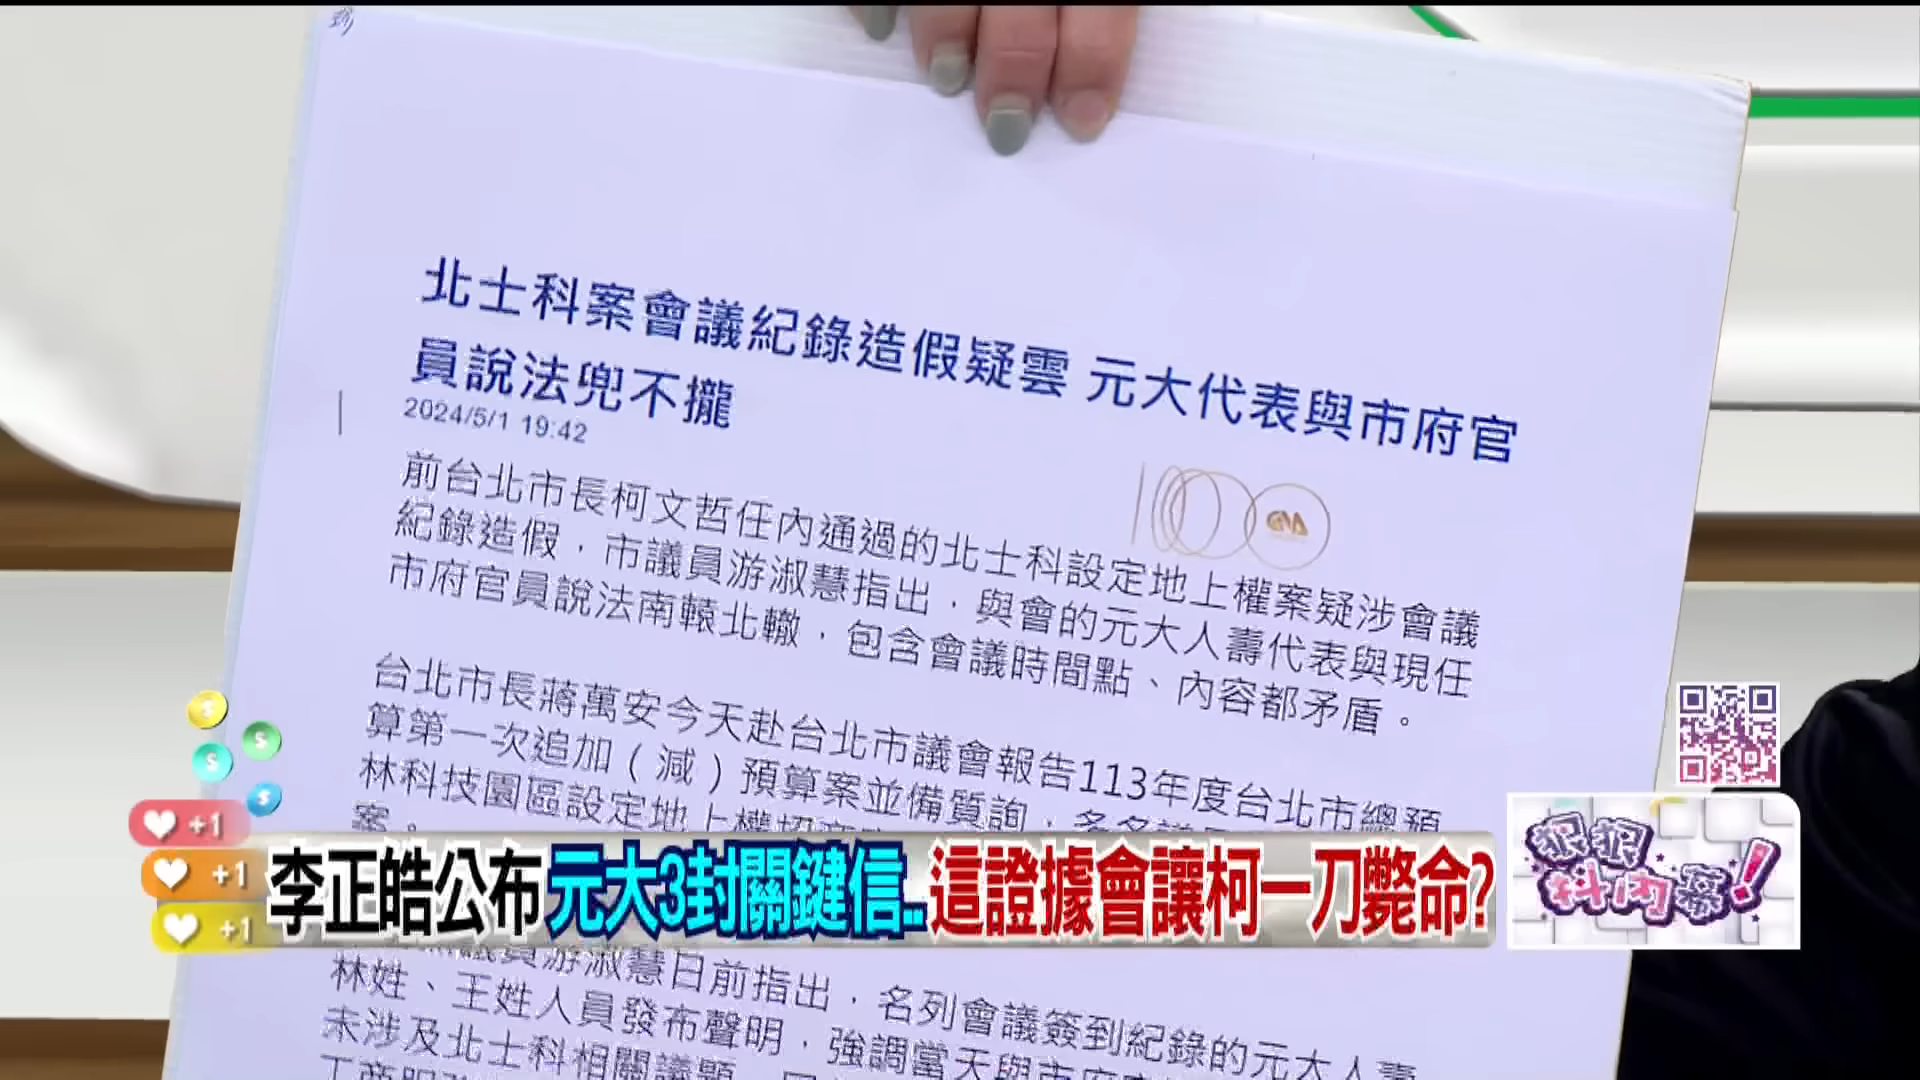 北士科案會議紀錄造假疑雲 元大代表與市府官
員說法兜不攏
2024/5/1 19:42
100
CNA
前台北市長柯文哲任內通過的北士科設定地上權案疑涉會議
紀錄造假，市議員游淑慧指出，與會的元大人壽代表與現任
市府官員說法南轅北轍，包含會議時間點、內容都矛盾。
台北市長蔣萬安今天赴台北市議會報告113年度台北市總預
算第一次追加（減）預算案並備質詢，多名議
林科技園區設定地上權招商
案。
+1
+1
+1
李正皓公布元大3封關鍵信..這證據會讓柯一刀斃命?
狠狠
料內幕!
議員游淑慧日前指出，名列會議簽到紀錄的元大人壽
林姓、王姓人員發布聲明，強調當天與市府
未涉及北士科相關議題